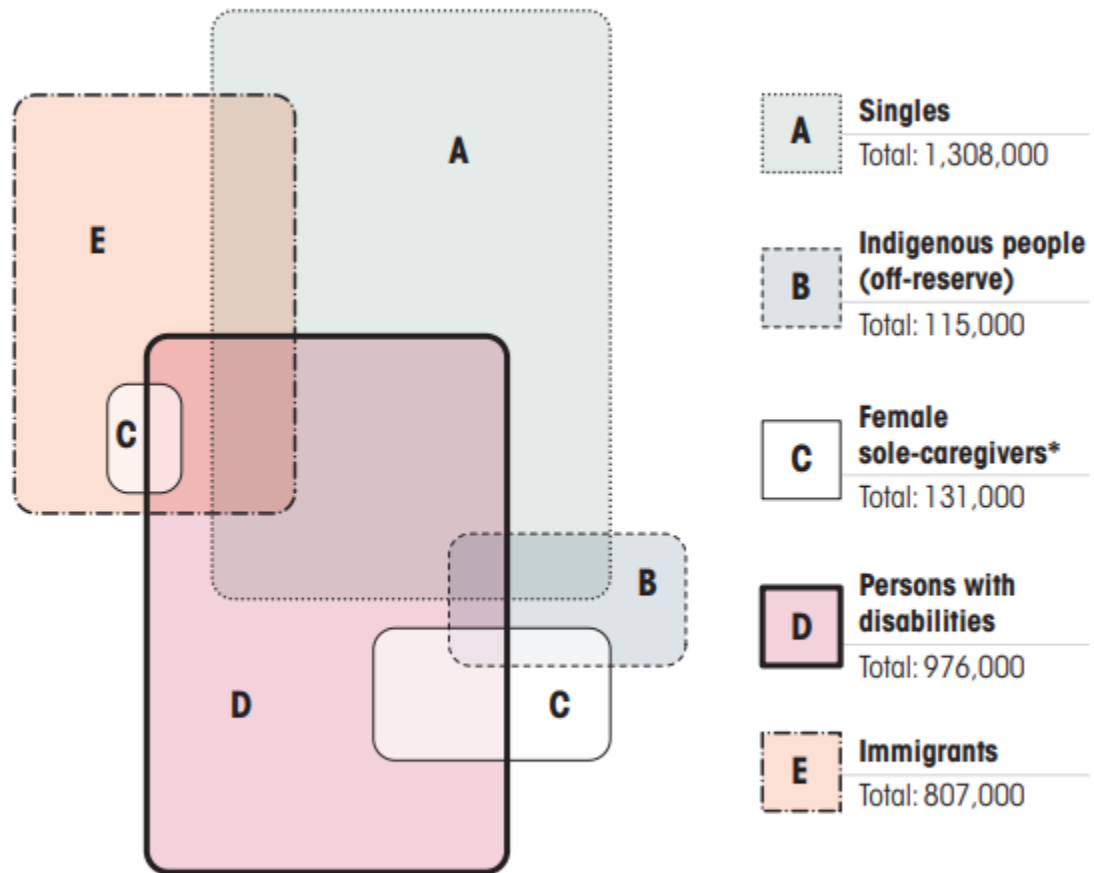 A
E
C
B
D
C
A
Singles
Total: 1,308,000
B
Indigenous people
(off-reserve)
Total: 115,000
C
Female
sole-caregivers*
Total: 131,000
D
Persons with
disabilities
Total: 976,000
E
Immigrants
Total: 807,000